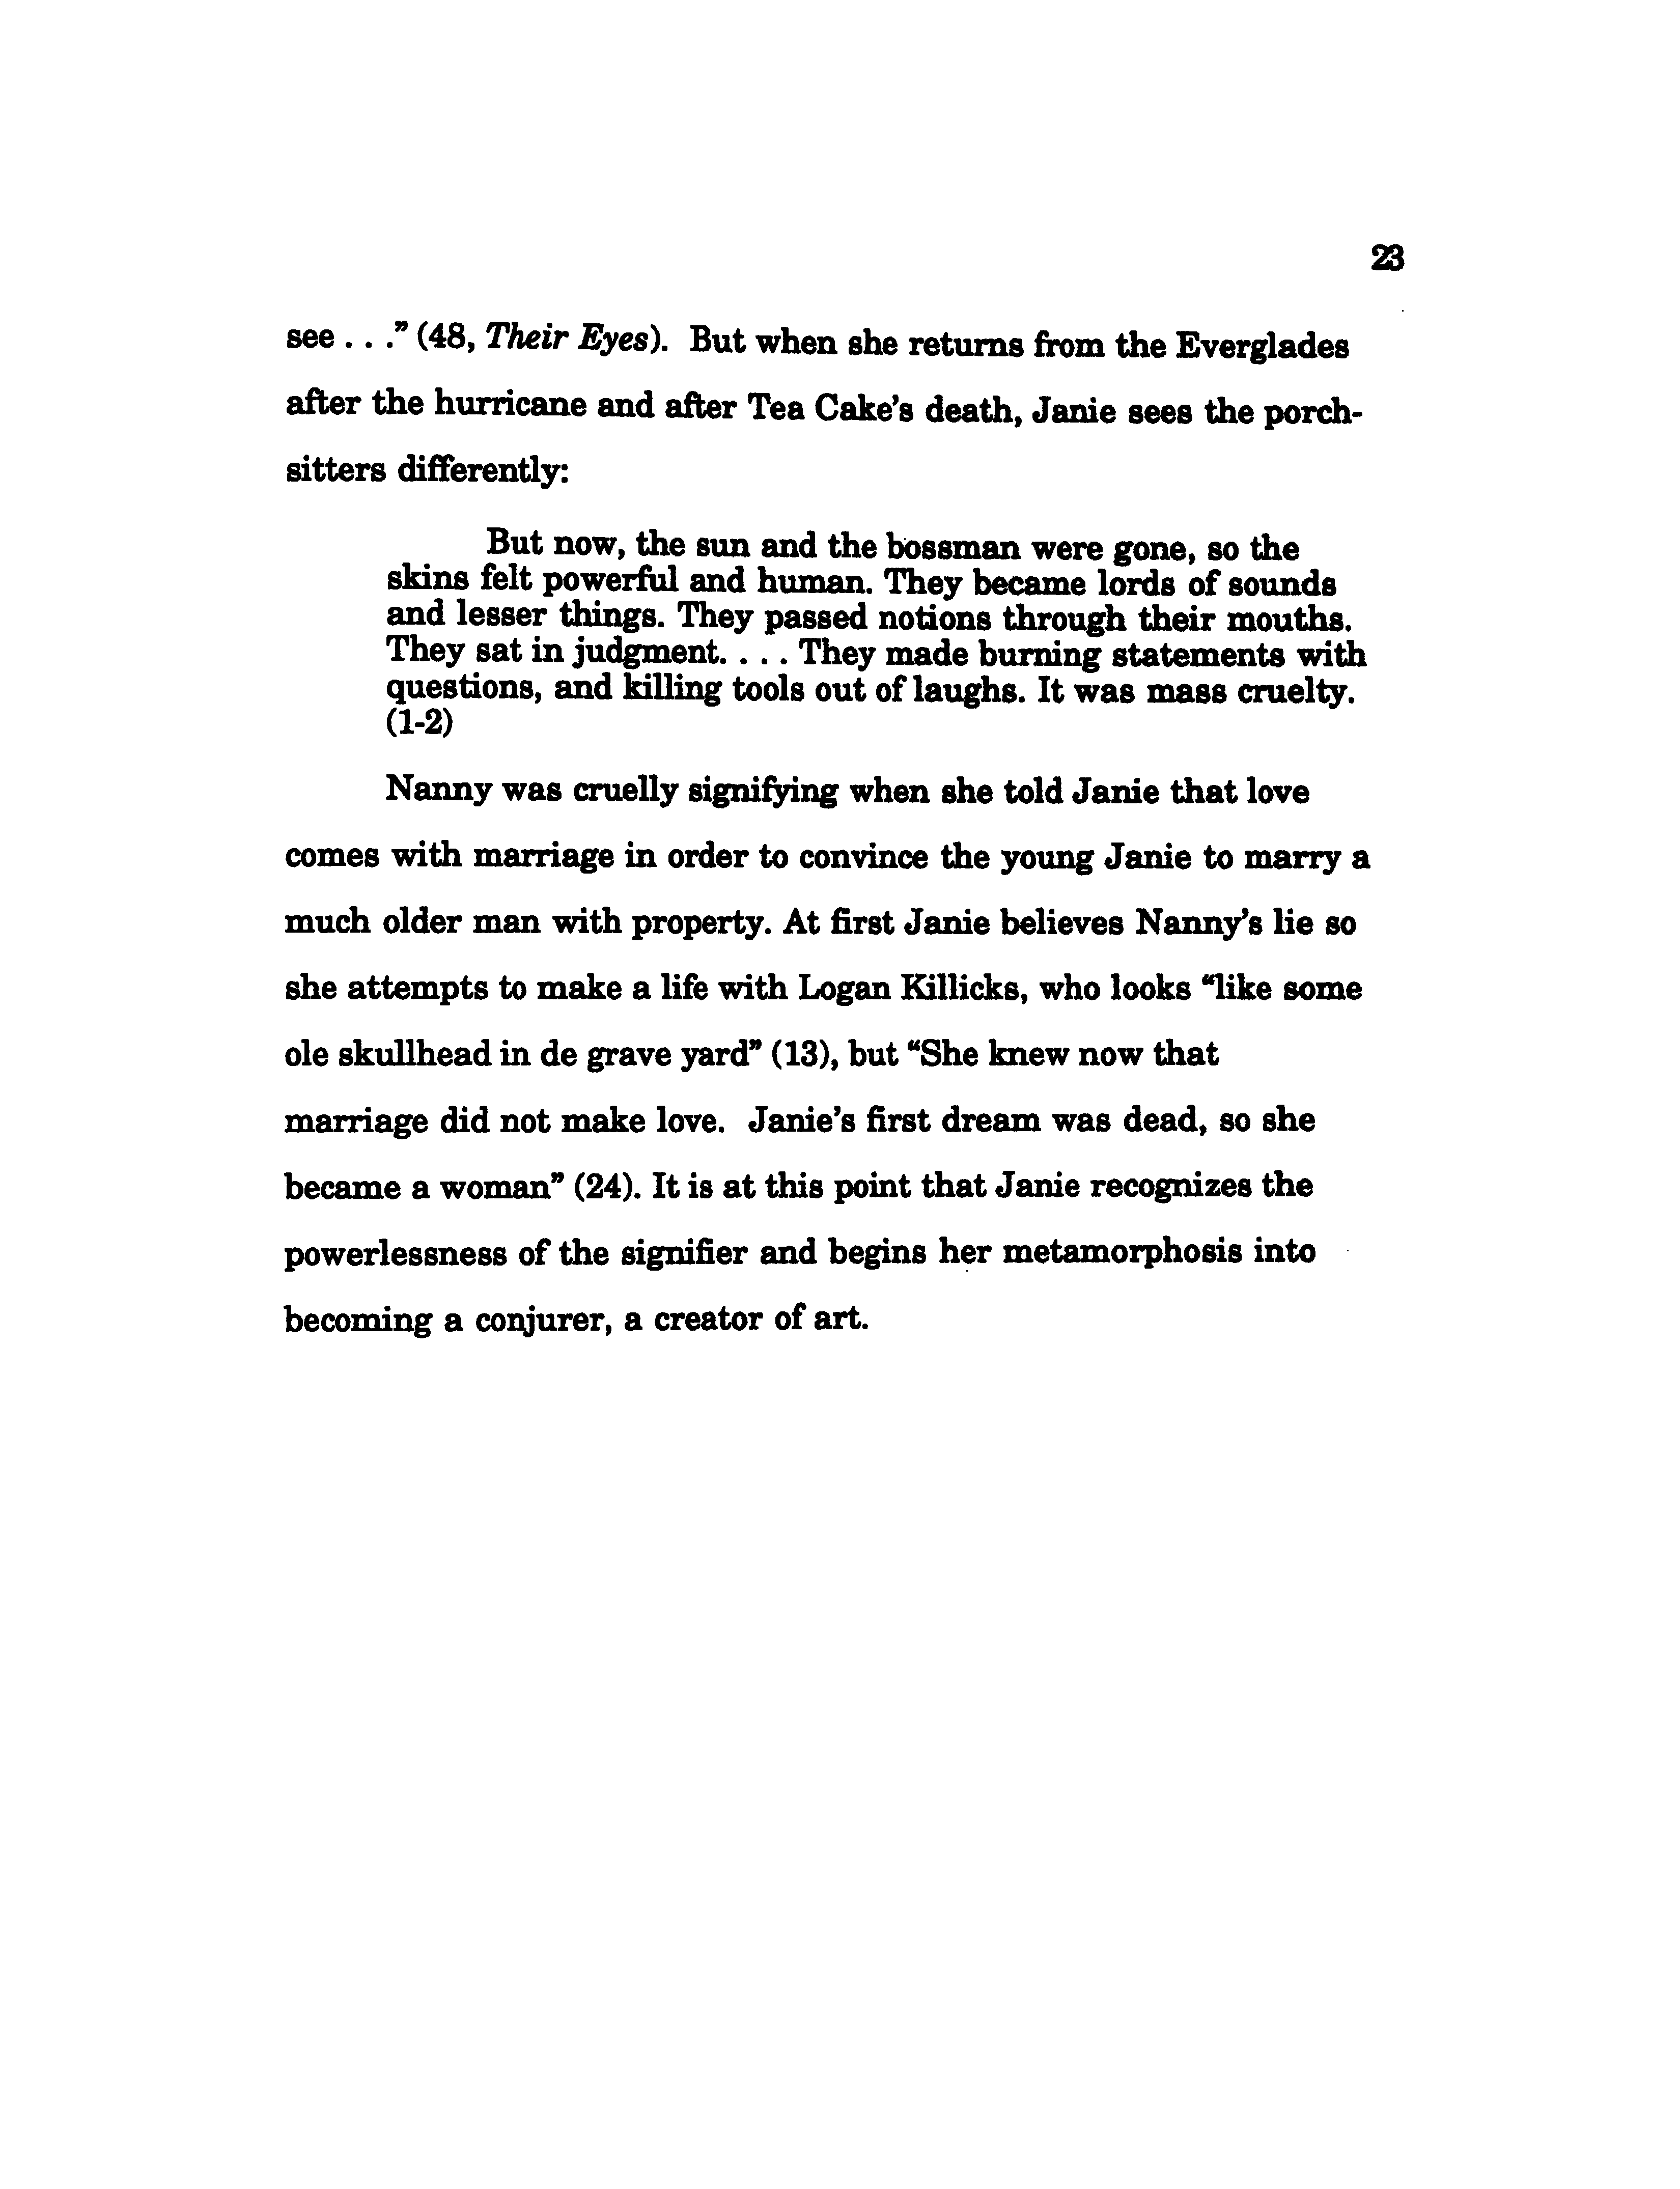 23
see . . .” (48, Their Eyes). But when she returns from the Everglades
after the hurricane and after Tea Cake’s death, Janie sees the porch-
sitters differently:
But now, the sun and the bossman were gone, so the
skins felt powerful and human. They became lords of sounds
and lesser things. They passed notions through their mouths.
They sat in judgment. . . . They made burning statements with
questions, and killing tools out of laughs. It was mass cruelty.
(1-2)
Nanny was cruelly signifying when she told Janie that love
comes with marriage in order to convince the young Janie to marry a
much older man with property. At first Janie believes Nanny’s lie so
she attempts to make a life with Logan Killicks, who looks “like some
ole skullhead in de grave yard” (13), but “She knew now that
marriage did not make love. Janie’s first dream was dead, so she
became a woman” (24). It is at this point that Janie recognizes the
powerlessness of the signifier and begins her metamorphosis into
becoming a conjurer, a creator of art.